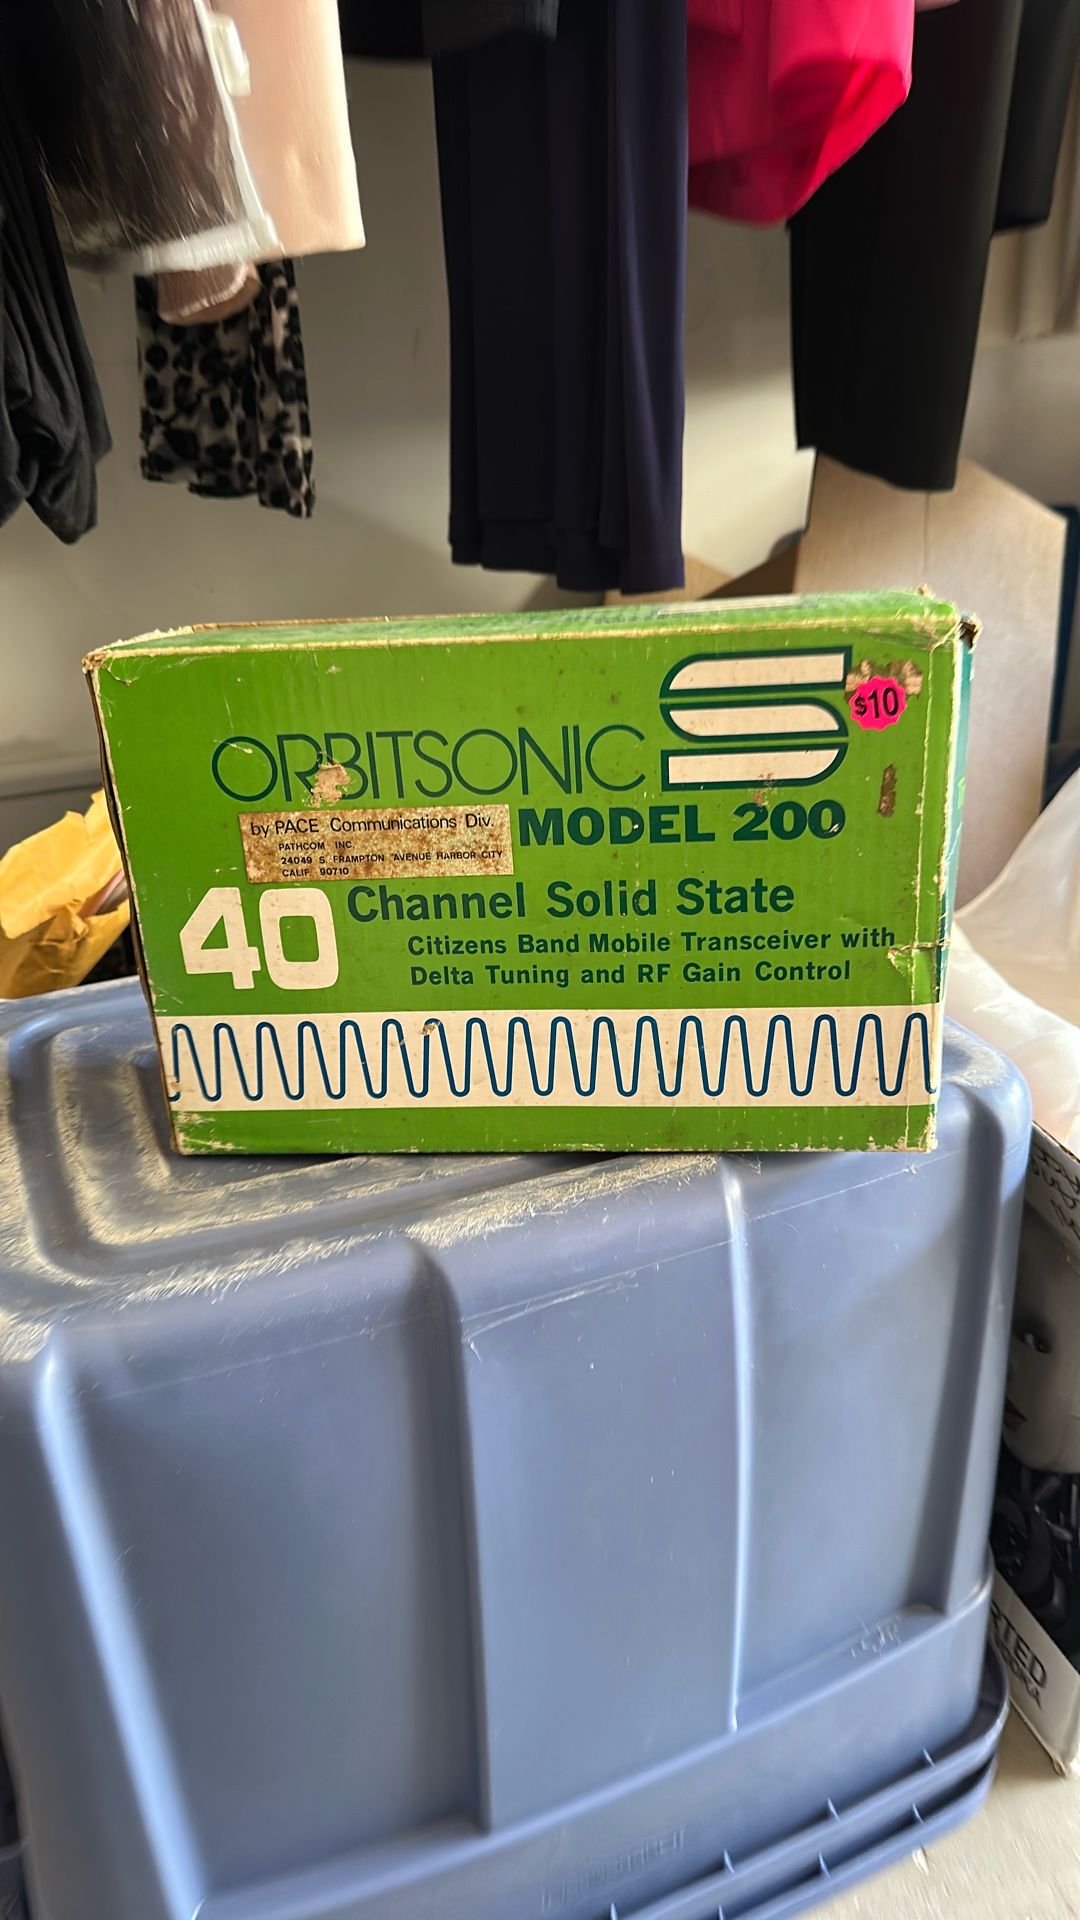 ORBITSONIC
$10
by PACE Communications Div.
PATHCOM INC.
24049 S. FRAMPTON AVENUE HARBOR CITY
CALIF. 90710
MODEL 200
40 Channel Solid State
Citizens Band Mobile Transceiver with
Delta Tuning and RF Gain Control